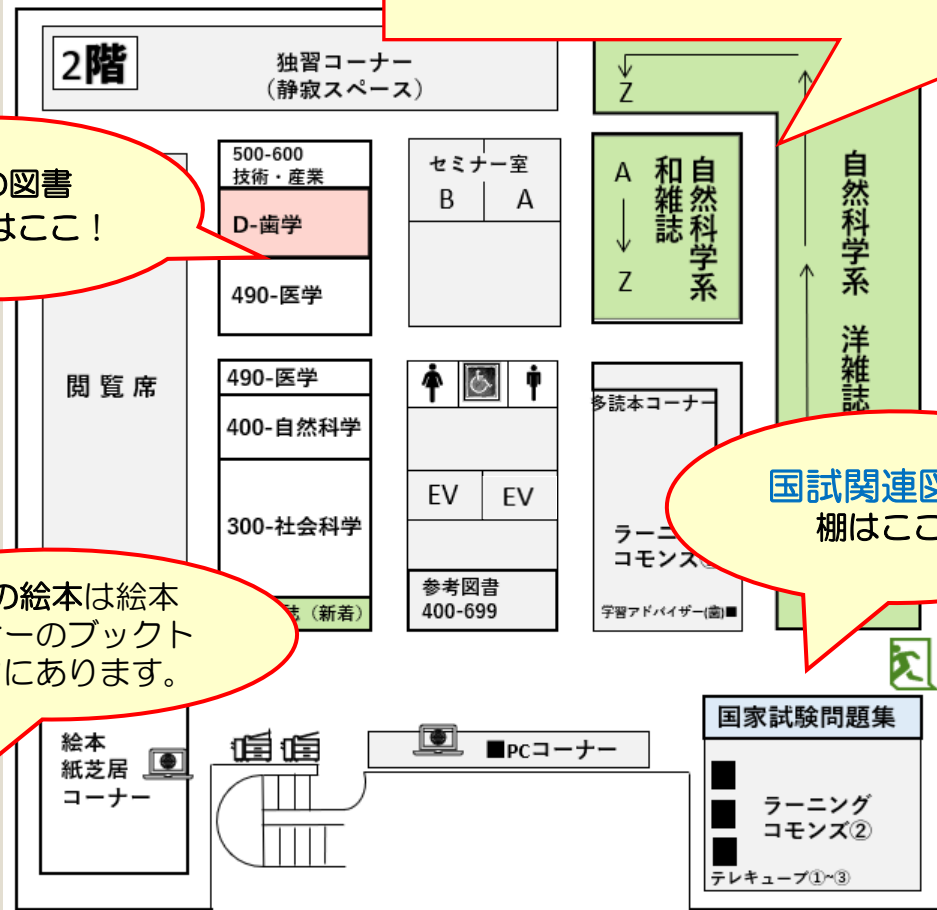 2階
独習コーナー
（静寂スペース）
Z
500-600
技術・産業
D-歯学
490-医学
セミナー室
B A
自然科学系
和雑誌
A
Z
自然科学系 洋雑誌
の図書
はここ！
閲覧席
490-医学
400-自然科学
300-社会科学
誌（新着）
EV EV
参考図書
400-699
多読本コーナー
ラーニ
コモンズ
学習アドバイザー(歯)■
国試関連
棚はここ
の絵本は絵本
ーのブックト
にあります。
絵本
紙芝居
コーナー
■PCコーナー
国家試験問題集
ラーニング
コモンズ②
テレキューブ①~③